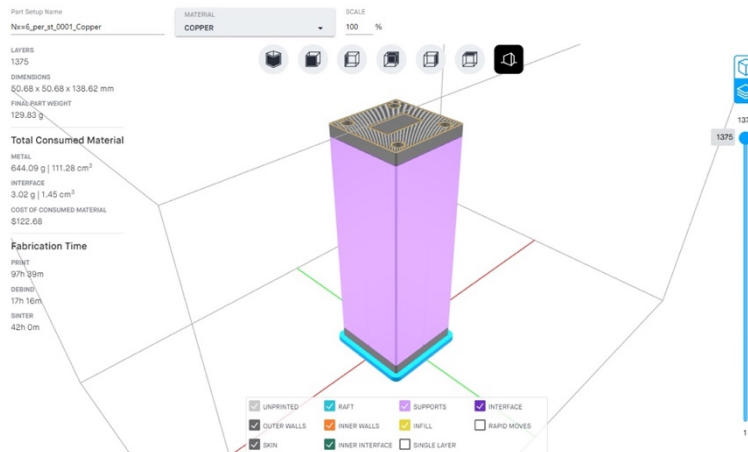 Part Setup Name
Nx=6_per_st_0001_Copper
MATERIAL
COPPER
SCALE
100 %
LAYERS
1375
DIMENSIONS
50.68 x 50.68 x 138.62 mm
FINAL PART WEIGHT
129.83 g
Total Consumed Material
METAL
644.09 g | 111.28 cm³
INTERFACE
3.02 g | 1.45 cm³
COST OF CONSUMED MATERIAL
$122.68
Fabrication Time
PRINT
97h 39m
DEBIND
17h 16m
SINTER
42h 0m
137
1375
1
UNPRINTED RAFT SUPPORTS INTERFACE
OUTER WALLS INNER WALLS INFILL RAPID MOVES
SKIN INNER INTERFACE SINGLE LAYER